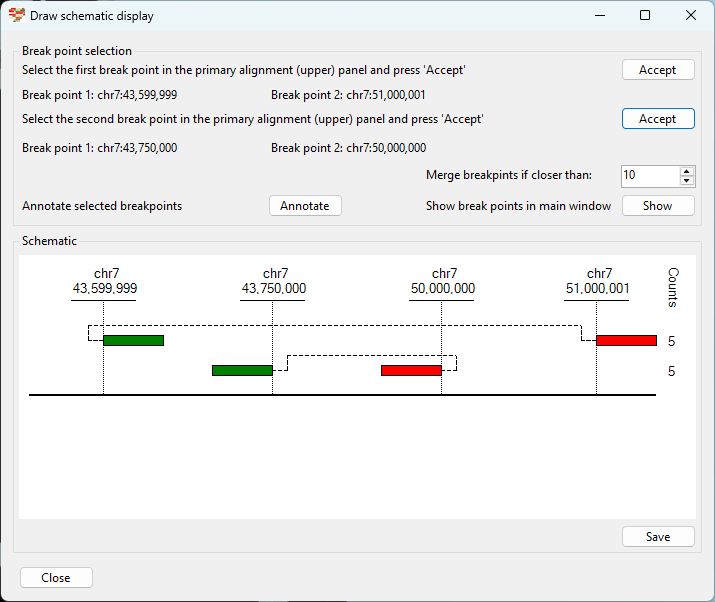 Draw schematic display
Break point selection
Select the first break point in the primary alignment (upper) panel and press 'Accept'
Accept
Break point 1: chr7:43,599,999 Break point 2: chr7:51,000,001
Select the second break point in the primary alignment (upper) panel and press 'Accept'
Accept
Break point 1: chr7:43,750,000 Break point 2: chr7:50,000,000
Merge breakpints if closer than: 10
Annotate selected breakpoints Annotate Show break points in main window Show
Schematic
chr7 chr7 chr7 chr7
43,599,999 43,750,000 50,000,000 51,000,001
Counts
5
5
Save
Close